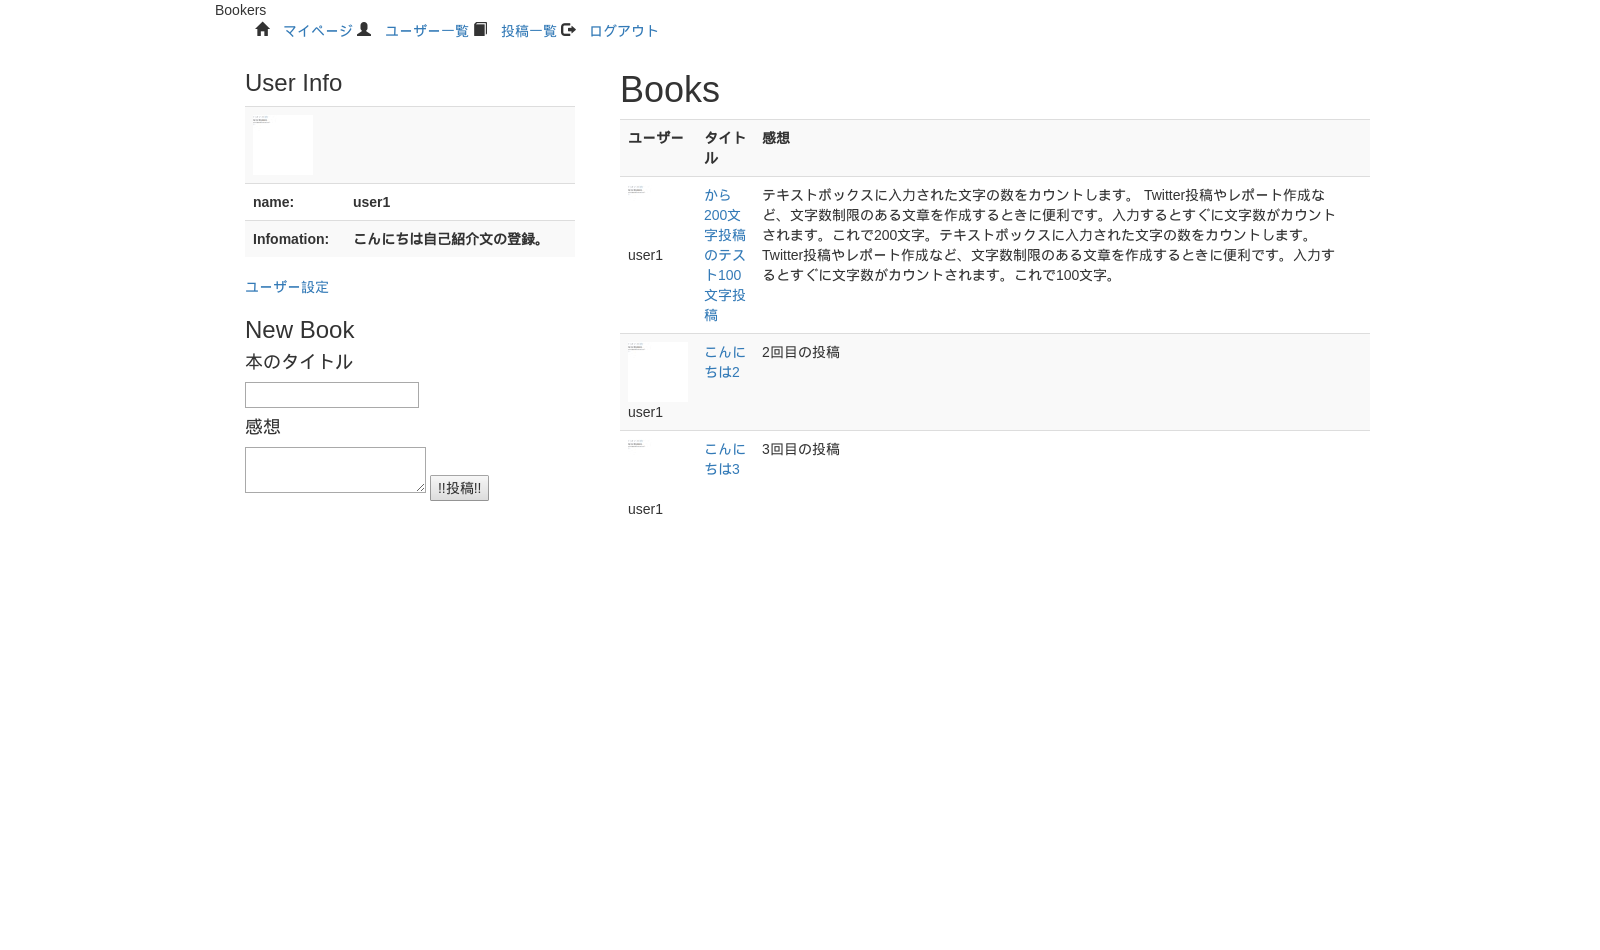 Bookers
マイページ ユーザー一覧 投稿一覧 ログアウト
User Info
name: user1
Infomation: こんにちは自己紹介文の登録。
ユーザー設定
New Book
本のタイトル
感想
!!投稿!!
Books
ユーザー タイト 感想
ル
から
200文
字投稿
のテス
ト100
文字投
稿
テキストボックスに入力された文字の数をカウントします。 Twitter投稿やレポート作成な
ど、文字数制限のある文章を作成するときに便利です。入力するとすぐに文字数がカウント
されます。これで200文字。テキストボックスに入力された文字の数をカウントします。
Twitter投稿やレポート作成など、文字数制限のある文章を作成するときに便利です。入力す
るとすぐに文字数がカウントされます。これで100文字。
user1
こんに
ちは2
2回目の投稿
user1
こんに
ちは3
3回目の投稿
user1